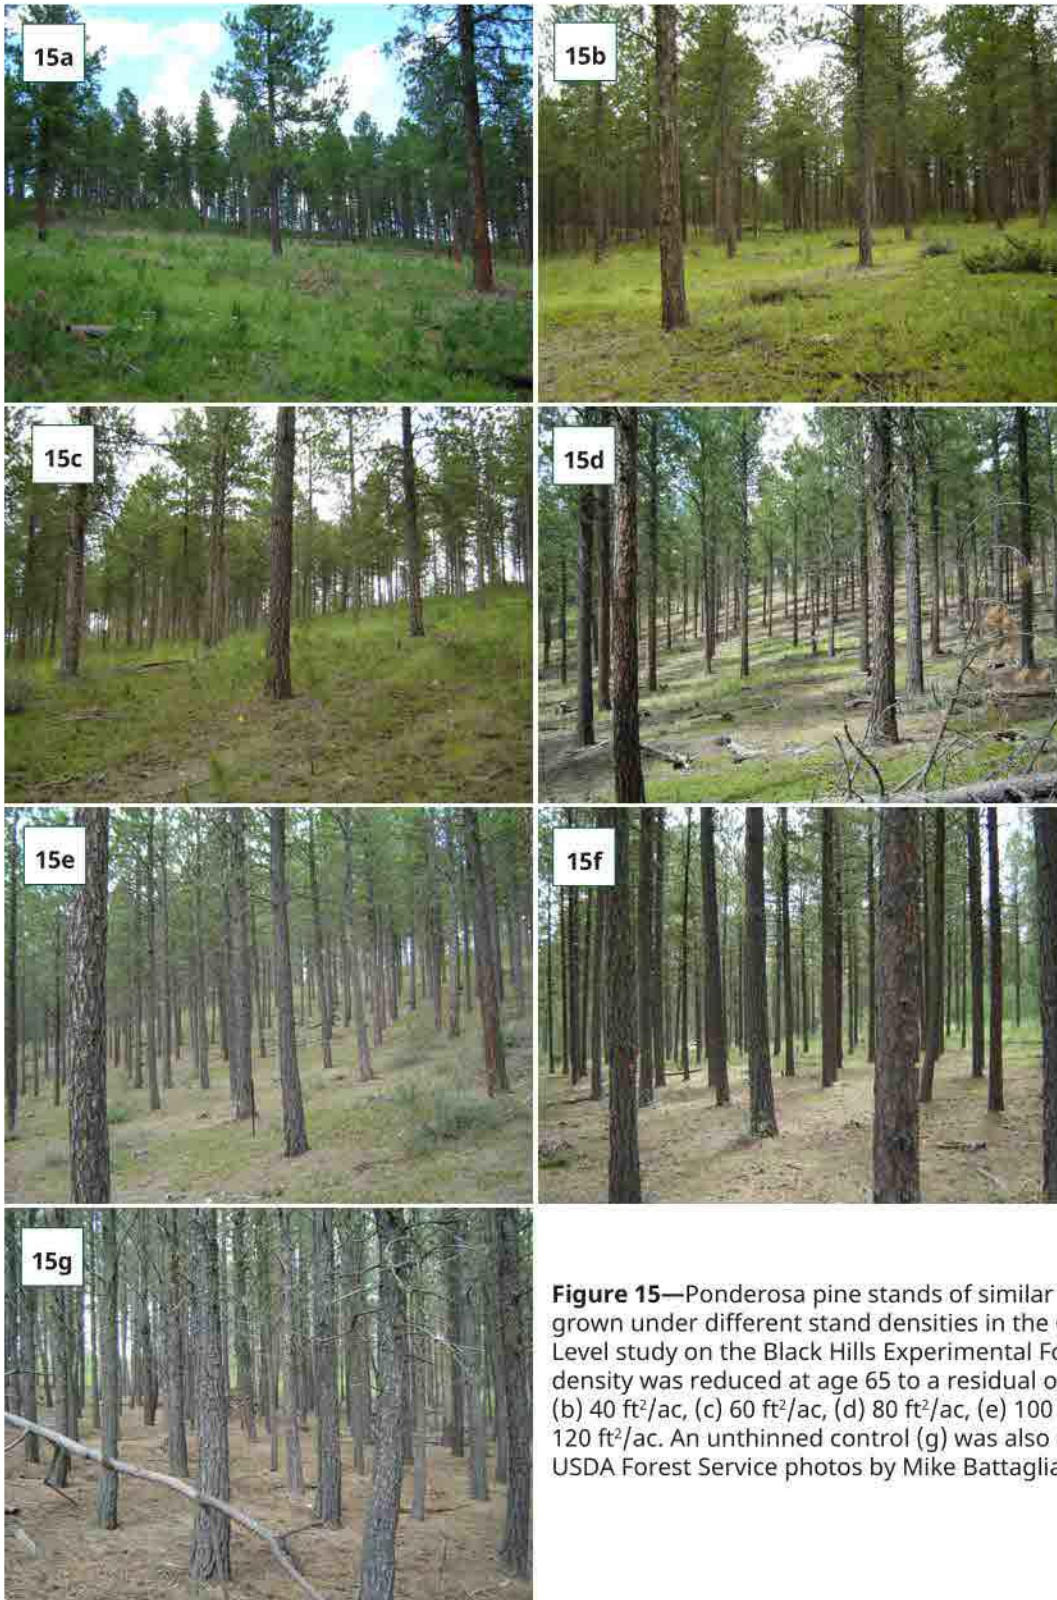 15a
15b
15c
15d
15e
15f
15g
Figure 15—Ponderosa pine stands of similar
grown under different stand densities in the
Level study on the Black Hills Experimental
density was reduced at age 65 to a residual
(b) 40 ft²/ac, (c) 60 ft²/ac, (d) 80 ft²/ac, (e) 100
120 ft²/ac. An unthinned control (g) was also
USDA Forest Service photos by Mike Battaglia